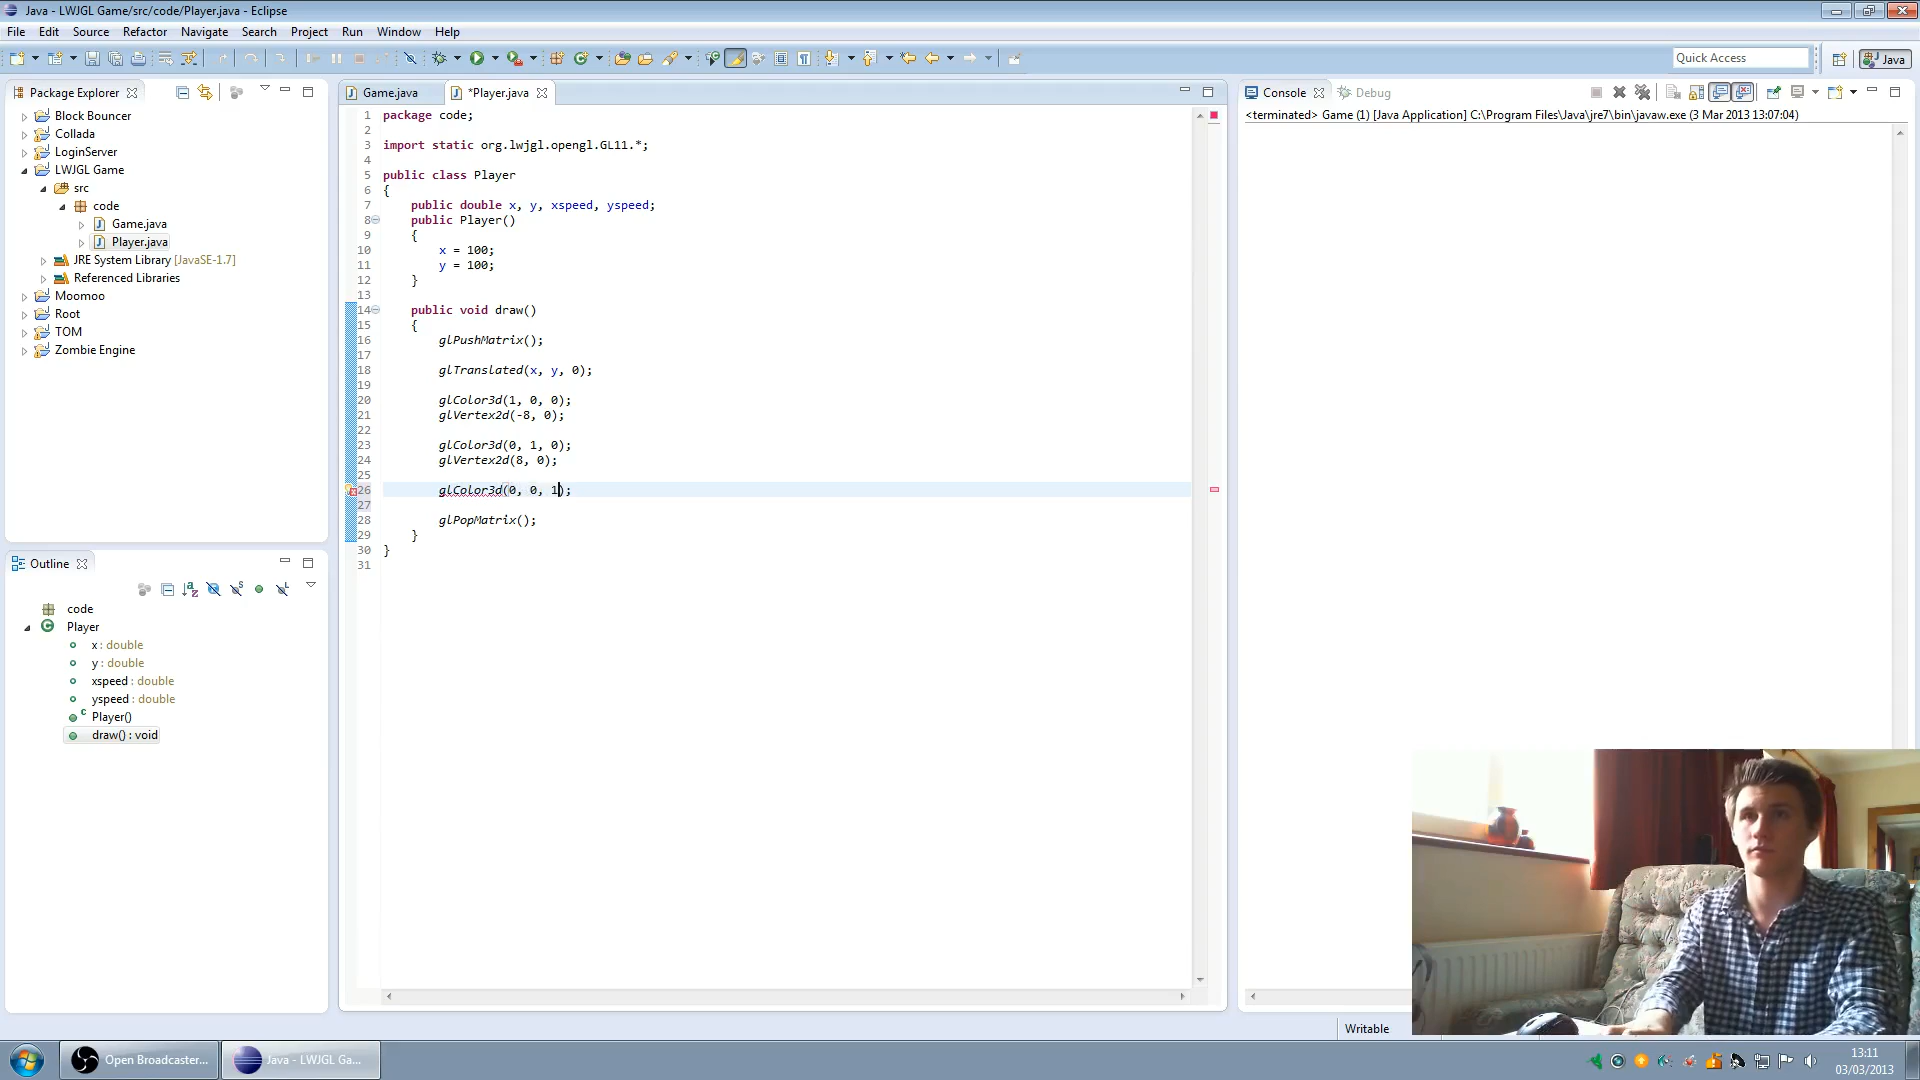 Java - LWJGL Game/src/code/Player.java - Eclipse
File Edit Source Refactor Navigate Search Project Run Window Help
Quick Access
Java
Package Explorer
Block Bouncer
Collada
LoginServer
LWJGL Game
src
code
Game.java
Player.java
JRE System Library [JavaSE-1.7]
Referenced Libraries
Moomoo
Root
TOM
Zombie Engine
Outline
code
Player
x : double
y : double
xspeed : double
yspeed : double
Player()
draw() : void
Game.java *Player.java
1 package code;
2
3 import static org.lwjgl.opengl.GL11.*;
4
5 public class Player
6 {
7 public double x, y, xspeed, yspeed;
8 public Player()
9 {
10 x = 100;
11 y = 100;
12 }
13
14 public void draw()
15 {
16 glPushMatrix();
17
18 glTranslated(x, y, 0);
19
20 glColor3d(1, 0, 0);
21 glVertex2d(-8, 0);
22
23 glColor3d(0, 1, 0);
24 glVertex2d(8, 0);
25
26 glColor3d(0, 0, 1);
27
28 glPopMatrix();
29 }
30 }
31
Console Debug
<terminated> Game (1) [Java Application] C:\Program Files\Java\jre7\bin\javaw.exe (3 Mar 2013 13:07:04)
Writable
Open Broadcaster...
Java - LWJGL Ga...
13:11
03/03/2013